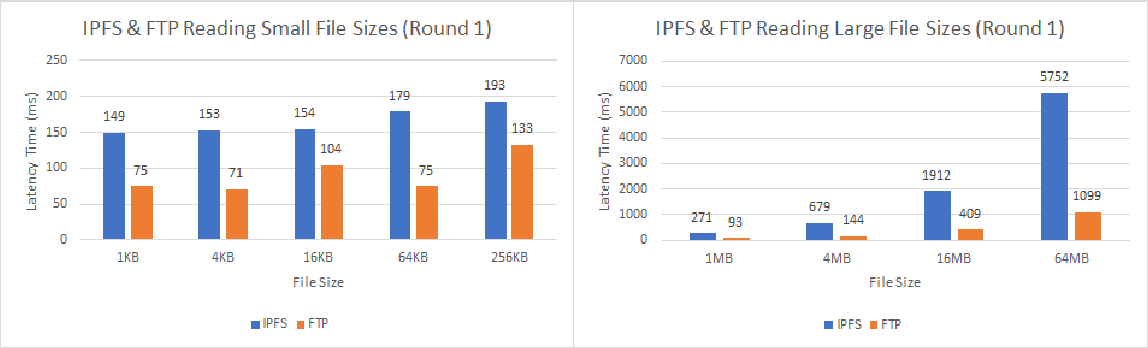 IPFS & FTP Reading Small File Sizes (Round 1)
250
200
150
100
50
0
149
75
153
71
154
104
179
75
193
133
Latency Time (ms)
1KB
4KB
16KB
64KB
256KB
File Size
IPFS
FTP
IPFS & FTP Reading Large File Sizes (Round 1)
7000
6000
5000
4000
3000
2000
1000
0
271
93
679
144
1912
409
5752
1099
Latency Time (ms)
1MB
4MB
16MB
64MB
File Size
IPFS
FTP